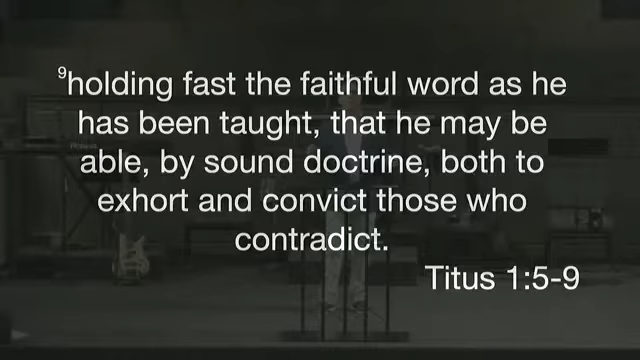 ⁹holding fast the faithful word as he
has been taught, that he may be
able, by sound doctrine, both to
exhort and convict those who
contradict.
Titus 1:5-9